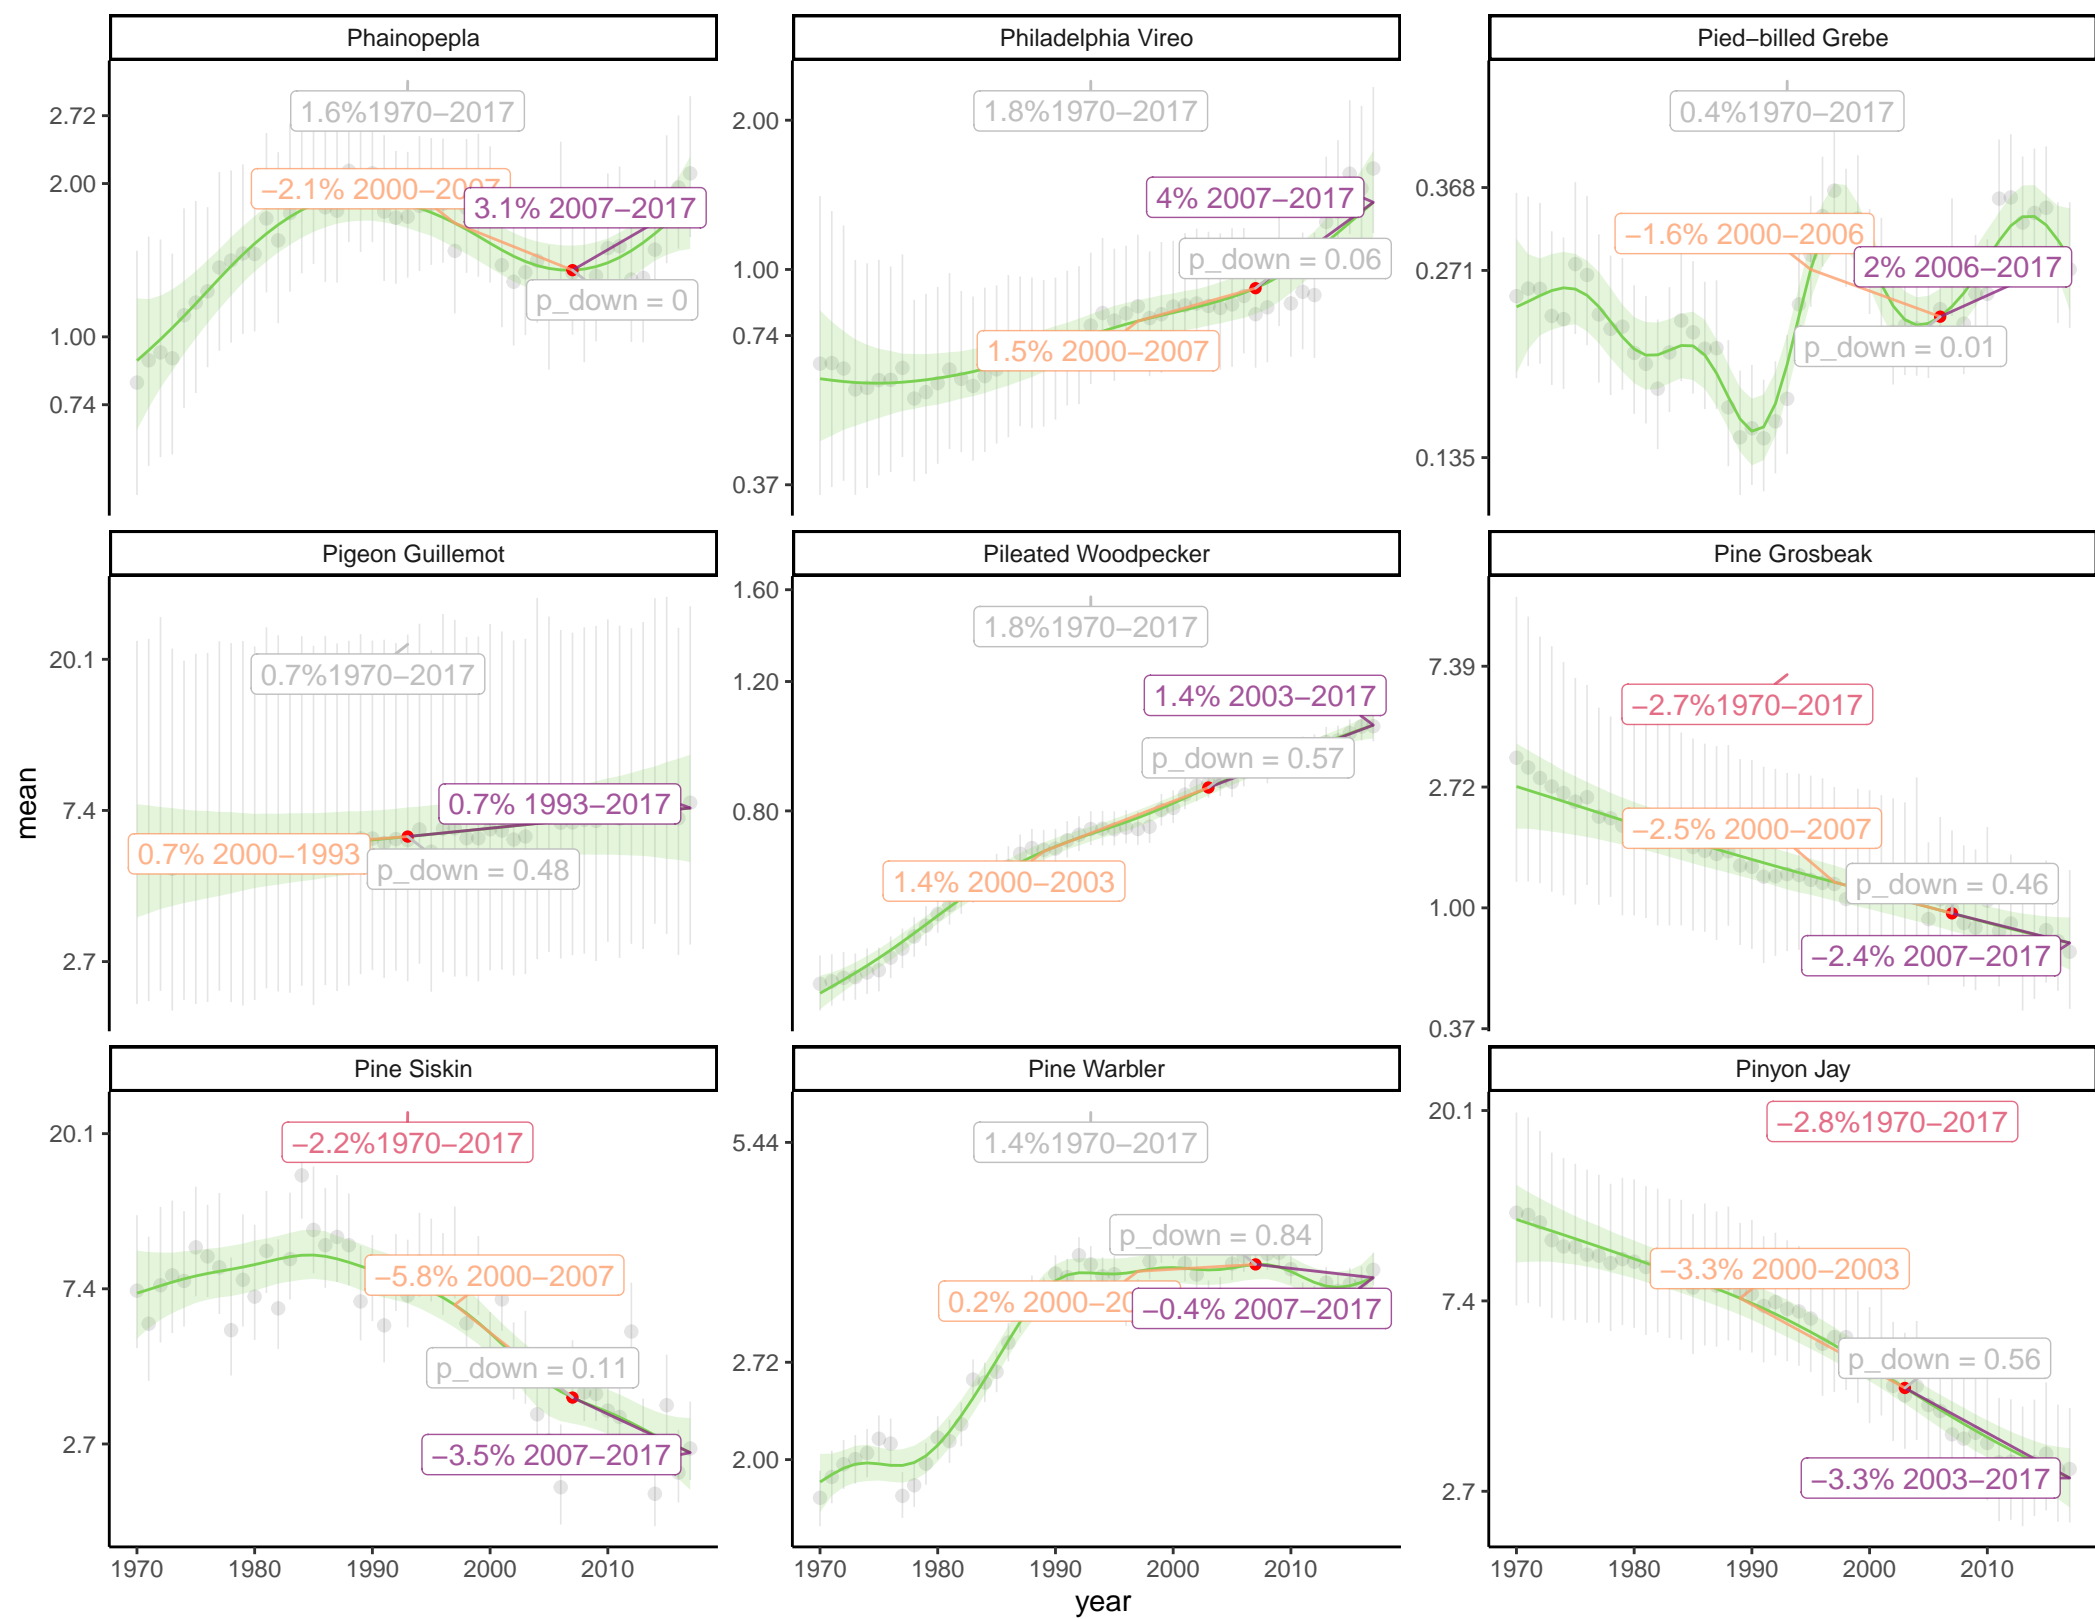 Phainopepla
Philadelphia Vireo
Pied−billed Grebe
2.72
2.00
1.00
0.74
1.6%1970−2017
−2.1% 2000−2007
3.1% 2007−2017
p_down = 0
2.00
1.00
0.74
0.37
1.8%1970−2017
4% 2007−2017
p_down = 0.06
1.5% 2000−2007
0.368
0.271
0.135
0.4%1970−2017
−1.6% 2000−2006
2% 2006−2017
p_down = 0.01
Pigeon Guillemot
Pileated Woodpecker
Pine Grosbeak
mean
20.1
7.4
2.7
0.7%1970−2017
0.7% 1993−2017
0.7% 2000−1993
p_down = 0.48
1.60
1.20
0.80
1.8%1970−2017
1.4% 2003−2017
p_down = 0.57
1.4% 2000−2003
7.39
2.72
1.00
0.37
−2.7%1970−2017
−2.5% 2000−2007
p_down = 0.46
−2.4% 2007−2017
Pine Siskin
Pine Warbler
Pinyon Jay
20.1
7.4
2.7
−2.2%1970−2017
−5.8% 2000−2007
p_down = 0.11
−3.5% 2007−2017
5.44
2.72
2.00
1.4%1970−2017
p_down = 0.84
0.2% 2000−20
−0.4% 2007−2017
20.1
7.4
2.7
−2.8%1970−2017
−3.3% 2000−2003
p_down = 0.56
−3.3% 2003−2017
1970 1980 1990 2000 2010
1970 1980 1990 2000 2010
1970 1980 1990 2000 2010
year